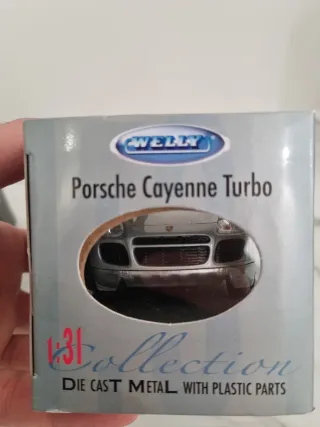 WELLY
Porsche Cayenne Turbo
1:31
Collection
DIE CAST METAL WITH PLASTIC PARTS